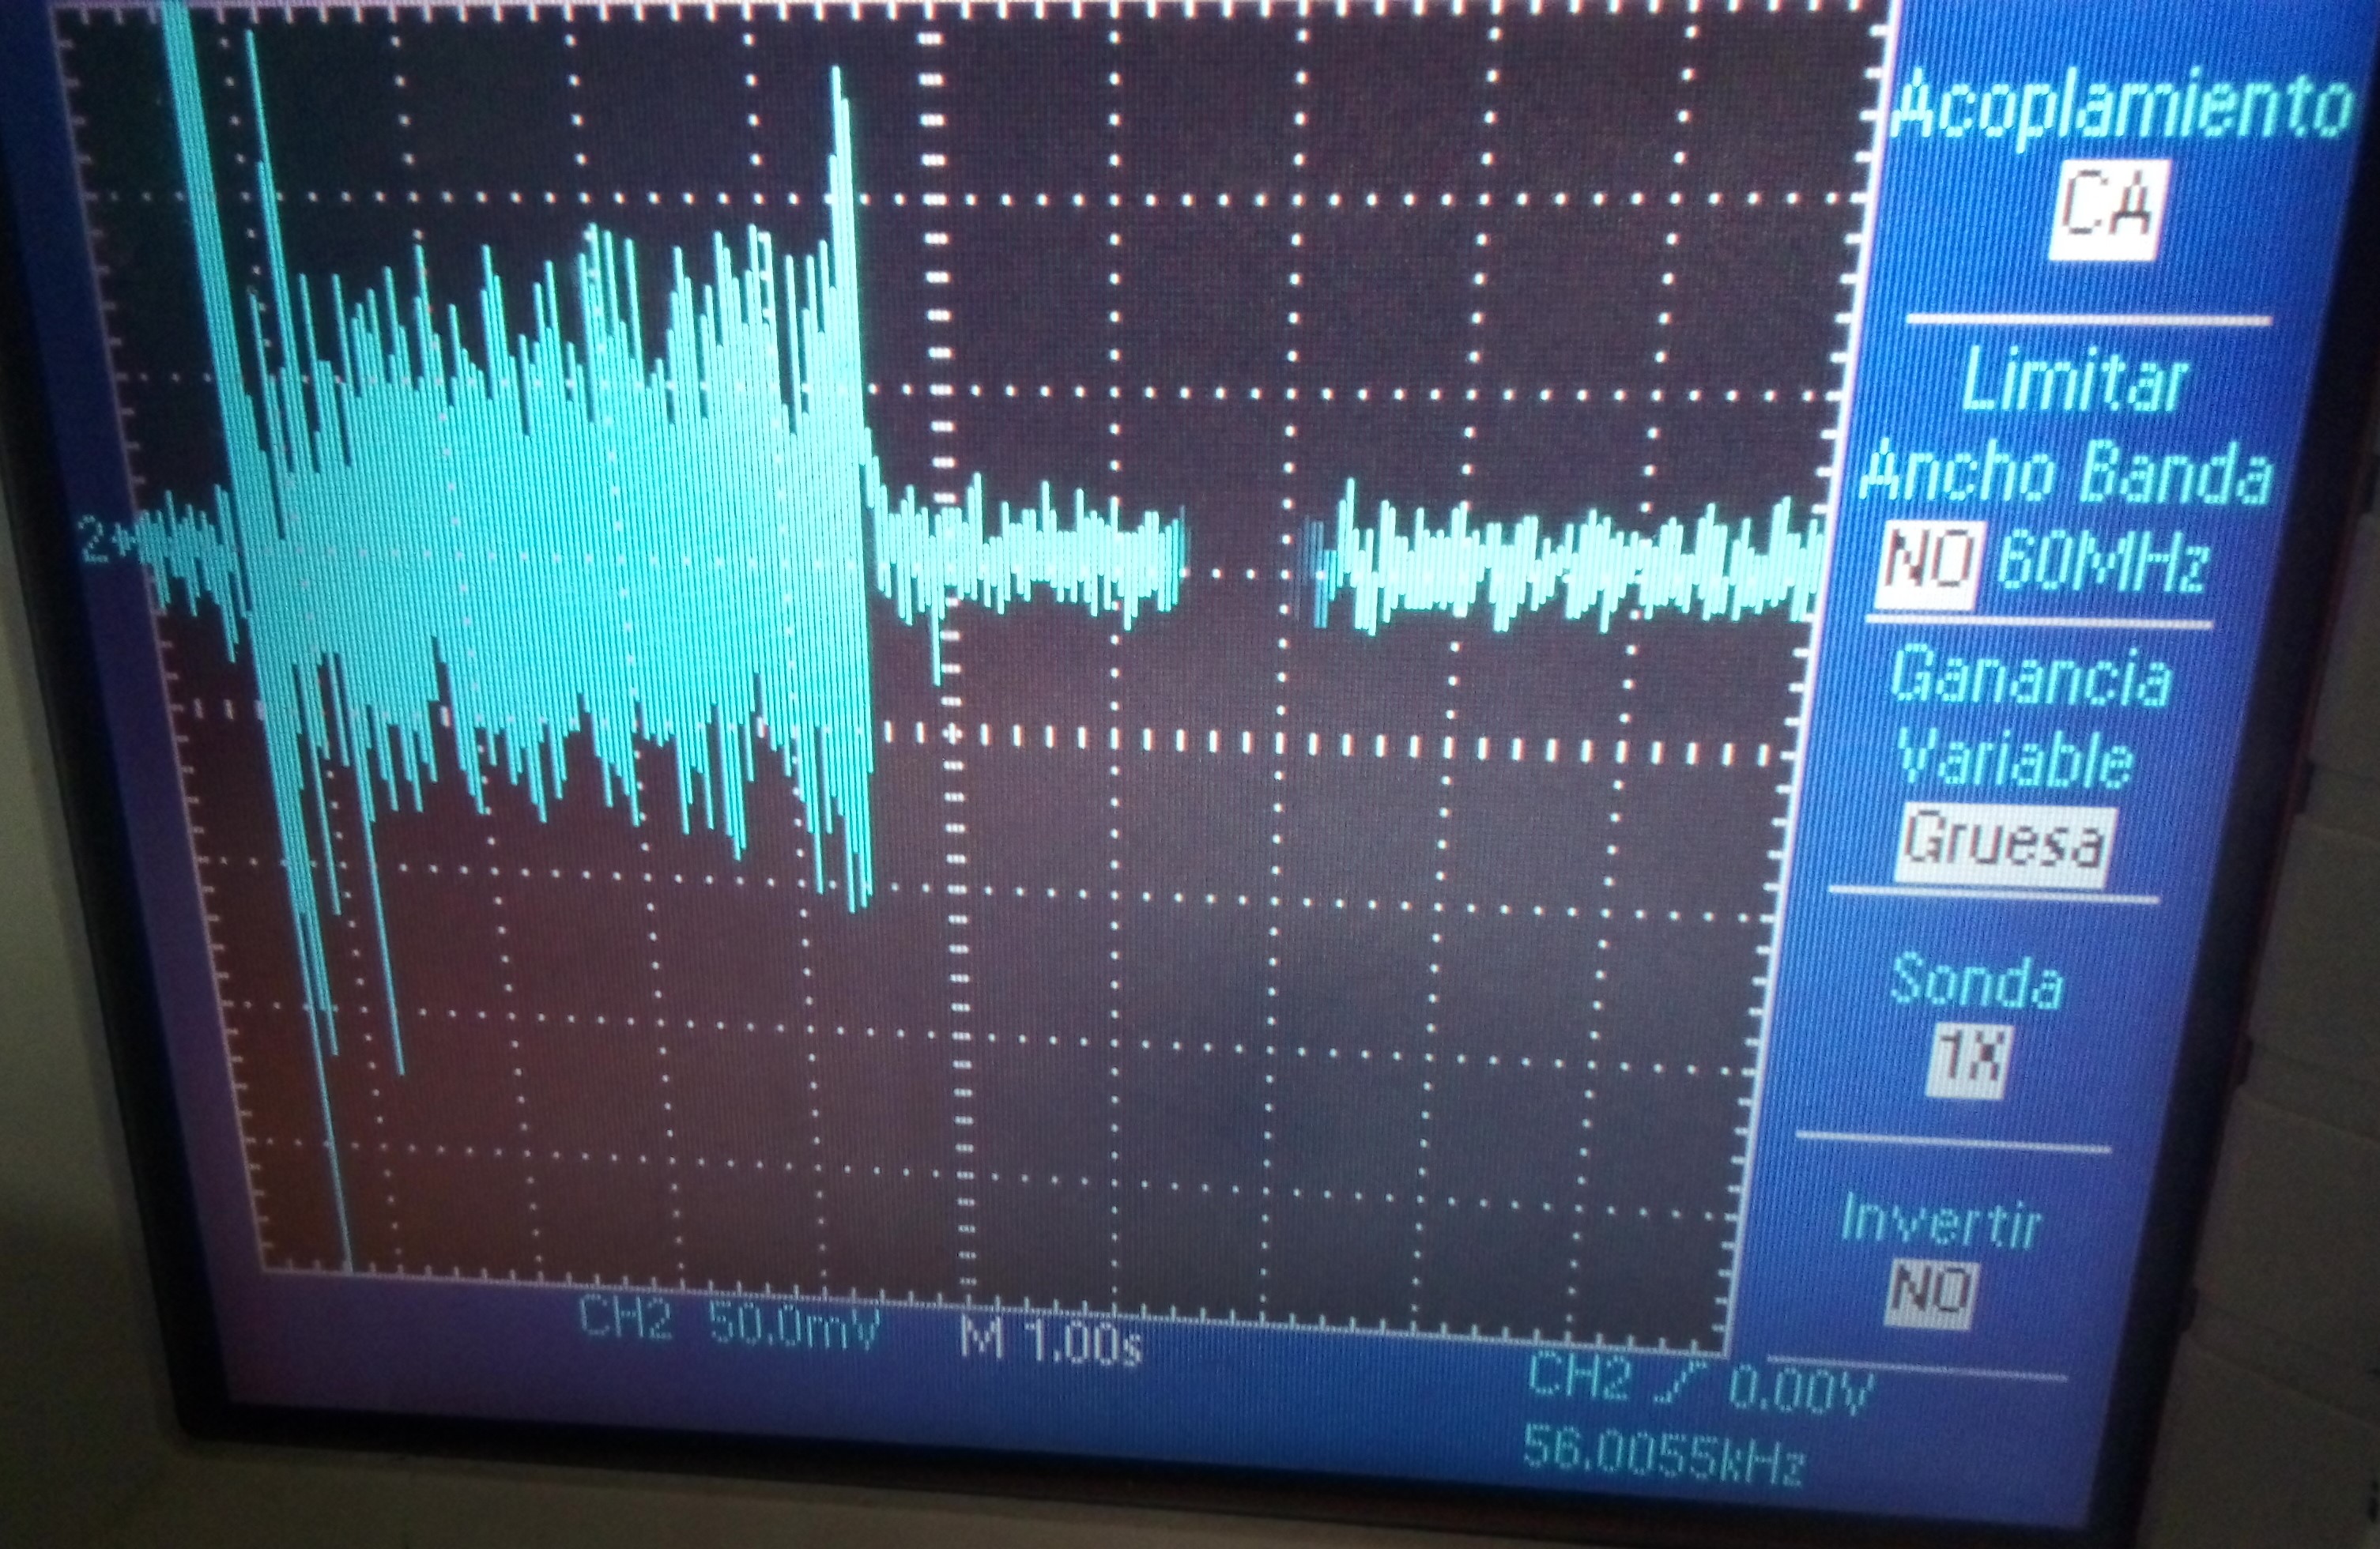 Acoplamiento
CA
Limitar
Ancho Banda
NO 60MHz
Ganancia
Variable
Gruesa
Sonda
1X
Invertir
NO
2
CH2 50.0mV
M 1.00s
CH2 0.00V
56.0055kHz